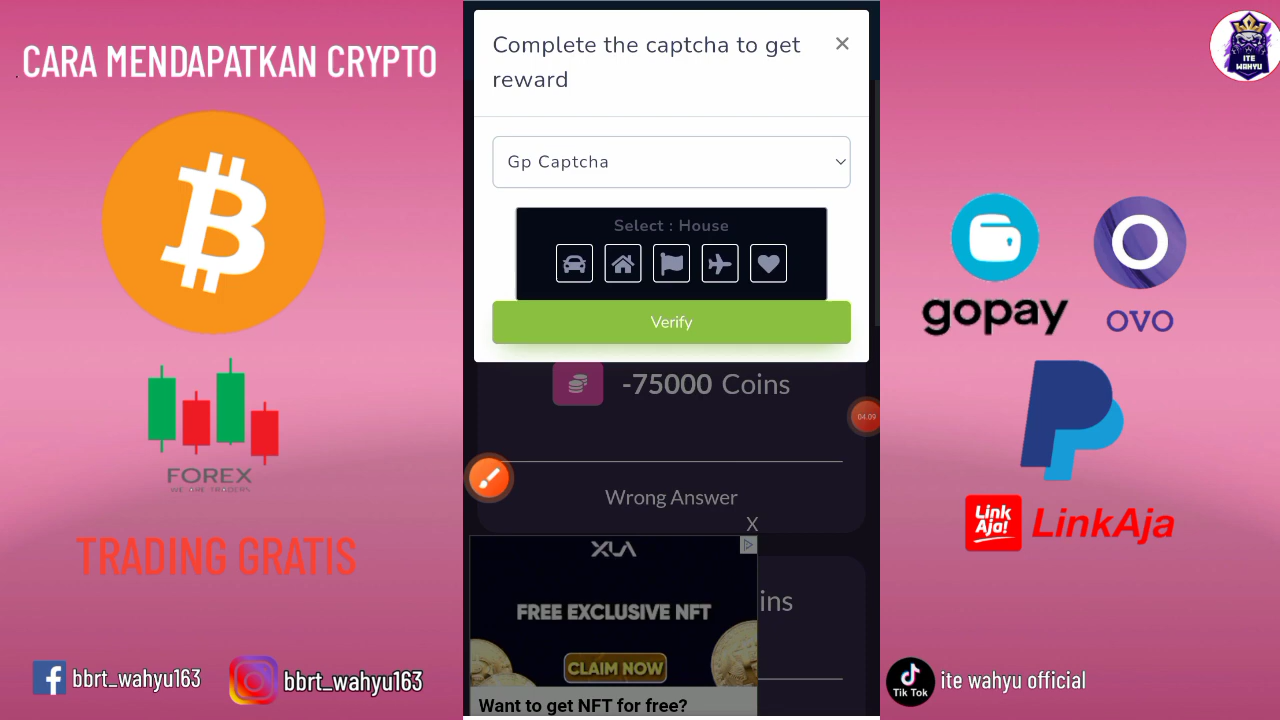 CARA MENDAPATKAN CRYPTO
FOREX
TRADING GRATIS
bbrt_wahyu163
bbrt_wahyu163
Complete the captcha to get
reward
×
Gp Captcha
Select : House
Verify
-75000 Coins
04.09
Wrong Answer
X
XLA
FREE EXCLUSIVE NFT
CLAIM NOW
Want to get NFT for free?
ins
ITE
WAHYU
gopay
OVO
Link
Aja!
LinkAja
Tik Tok
ite wahyu official